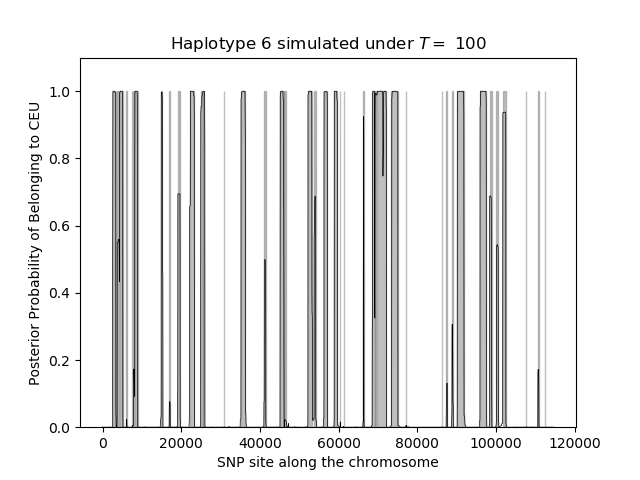 Haplotype 6 simulated under T = 100
Posterior Probability of Belonging to CEU
1.0
0.8
0.6
0.4
0.2
0.0
0 20000 40000 60000 80000 100000 120000
SNP site along the chromosome